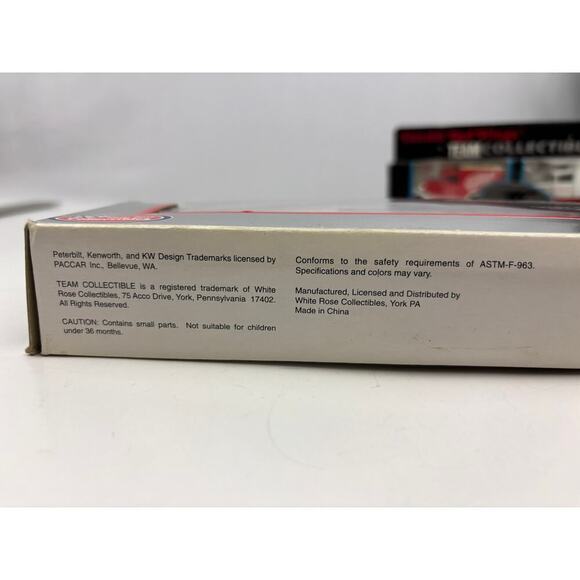 TEAM COLLECTIBLE
Peterbilt, Kenworth, and KW Design Trademarks licensed by
PACCAR Inc., Bellevue, WA.
TEAM COLLECTIBLE is a registered trademark of White
Rose Collectibles, 75 Acco Drive, York, Pennsylvania 17402.
All Rights Reserved.
CAUTION: Contains small parts. Not suitable for children
under 36 months.
Conforms to the safety requirements of ASTM-F-963.
Specifications and colors may vary.
Manufactured, Licensed and Distributed by
White Rose Collectibles, York PA
Made in China